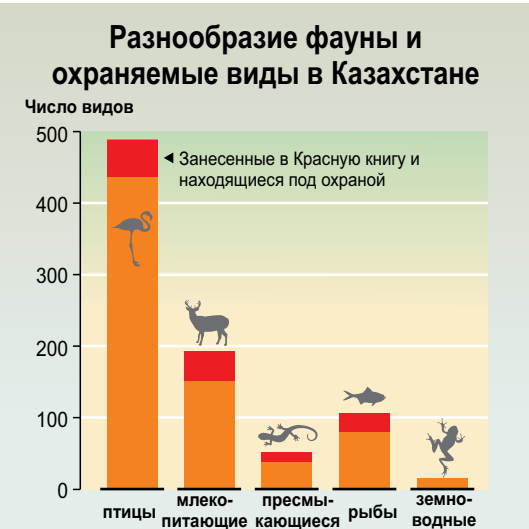 Разнообразие фауны и
охраняемые виды в Казахстане
Число видов
500
Занесенные в Красную книгу и
находящиеся под охраной
400
300
200
100
0
птицы
млеко-
питающие
пресмы-
кающиеся
рыбы
земно-
водные